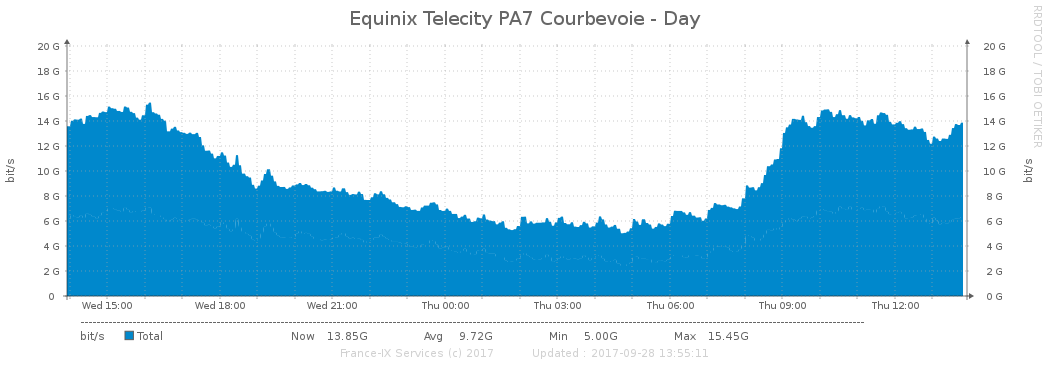 Equinix Telecity PA7 Courbevoie - Day
RRDTOOL / TOBI OETIKER
20 G 20 G
18 G 18 G
16 G 16 G
14 G 14 G
12 G 12 G
10 G 10 G
8 G 8 G
6 G 6 G
4 G 4 G
2 G 2 G
0 0 G
bit/s bit/s
Wed 15:00 Wed 18:00 Wed 21:00 Thu 00:00 Thu 03:00 Thu 06:00 Thu 09:00 Thu 12:00
bit/s Total Now 13.85G Avg 9.72G Min 5.00G Max 15.45G
France-IX Services (c) 2017 Updated : 2017-09-28 13:55:11